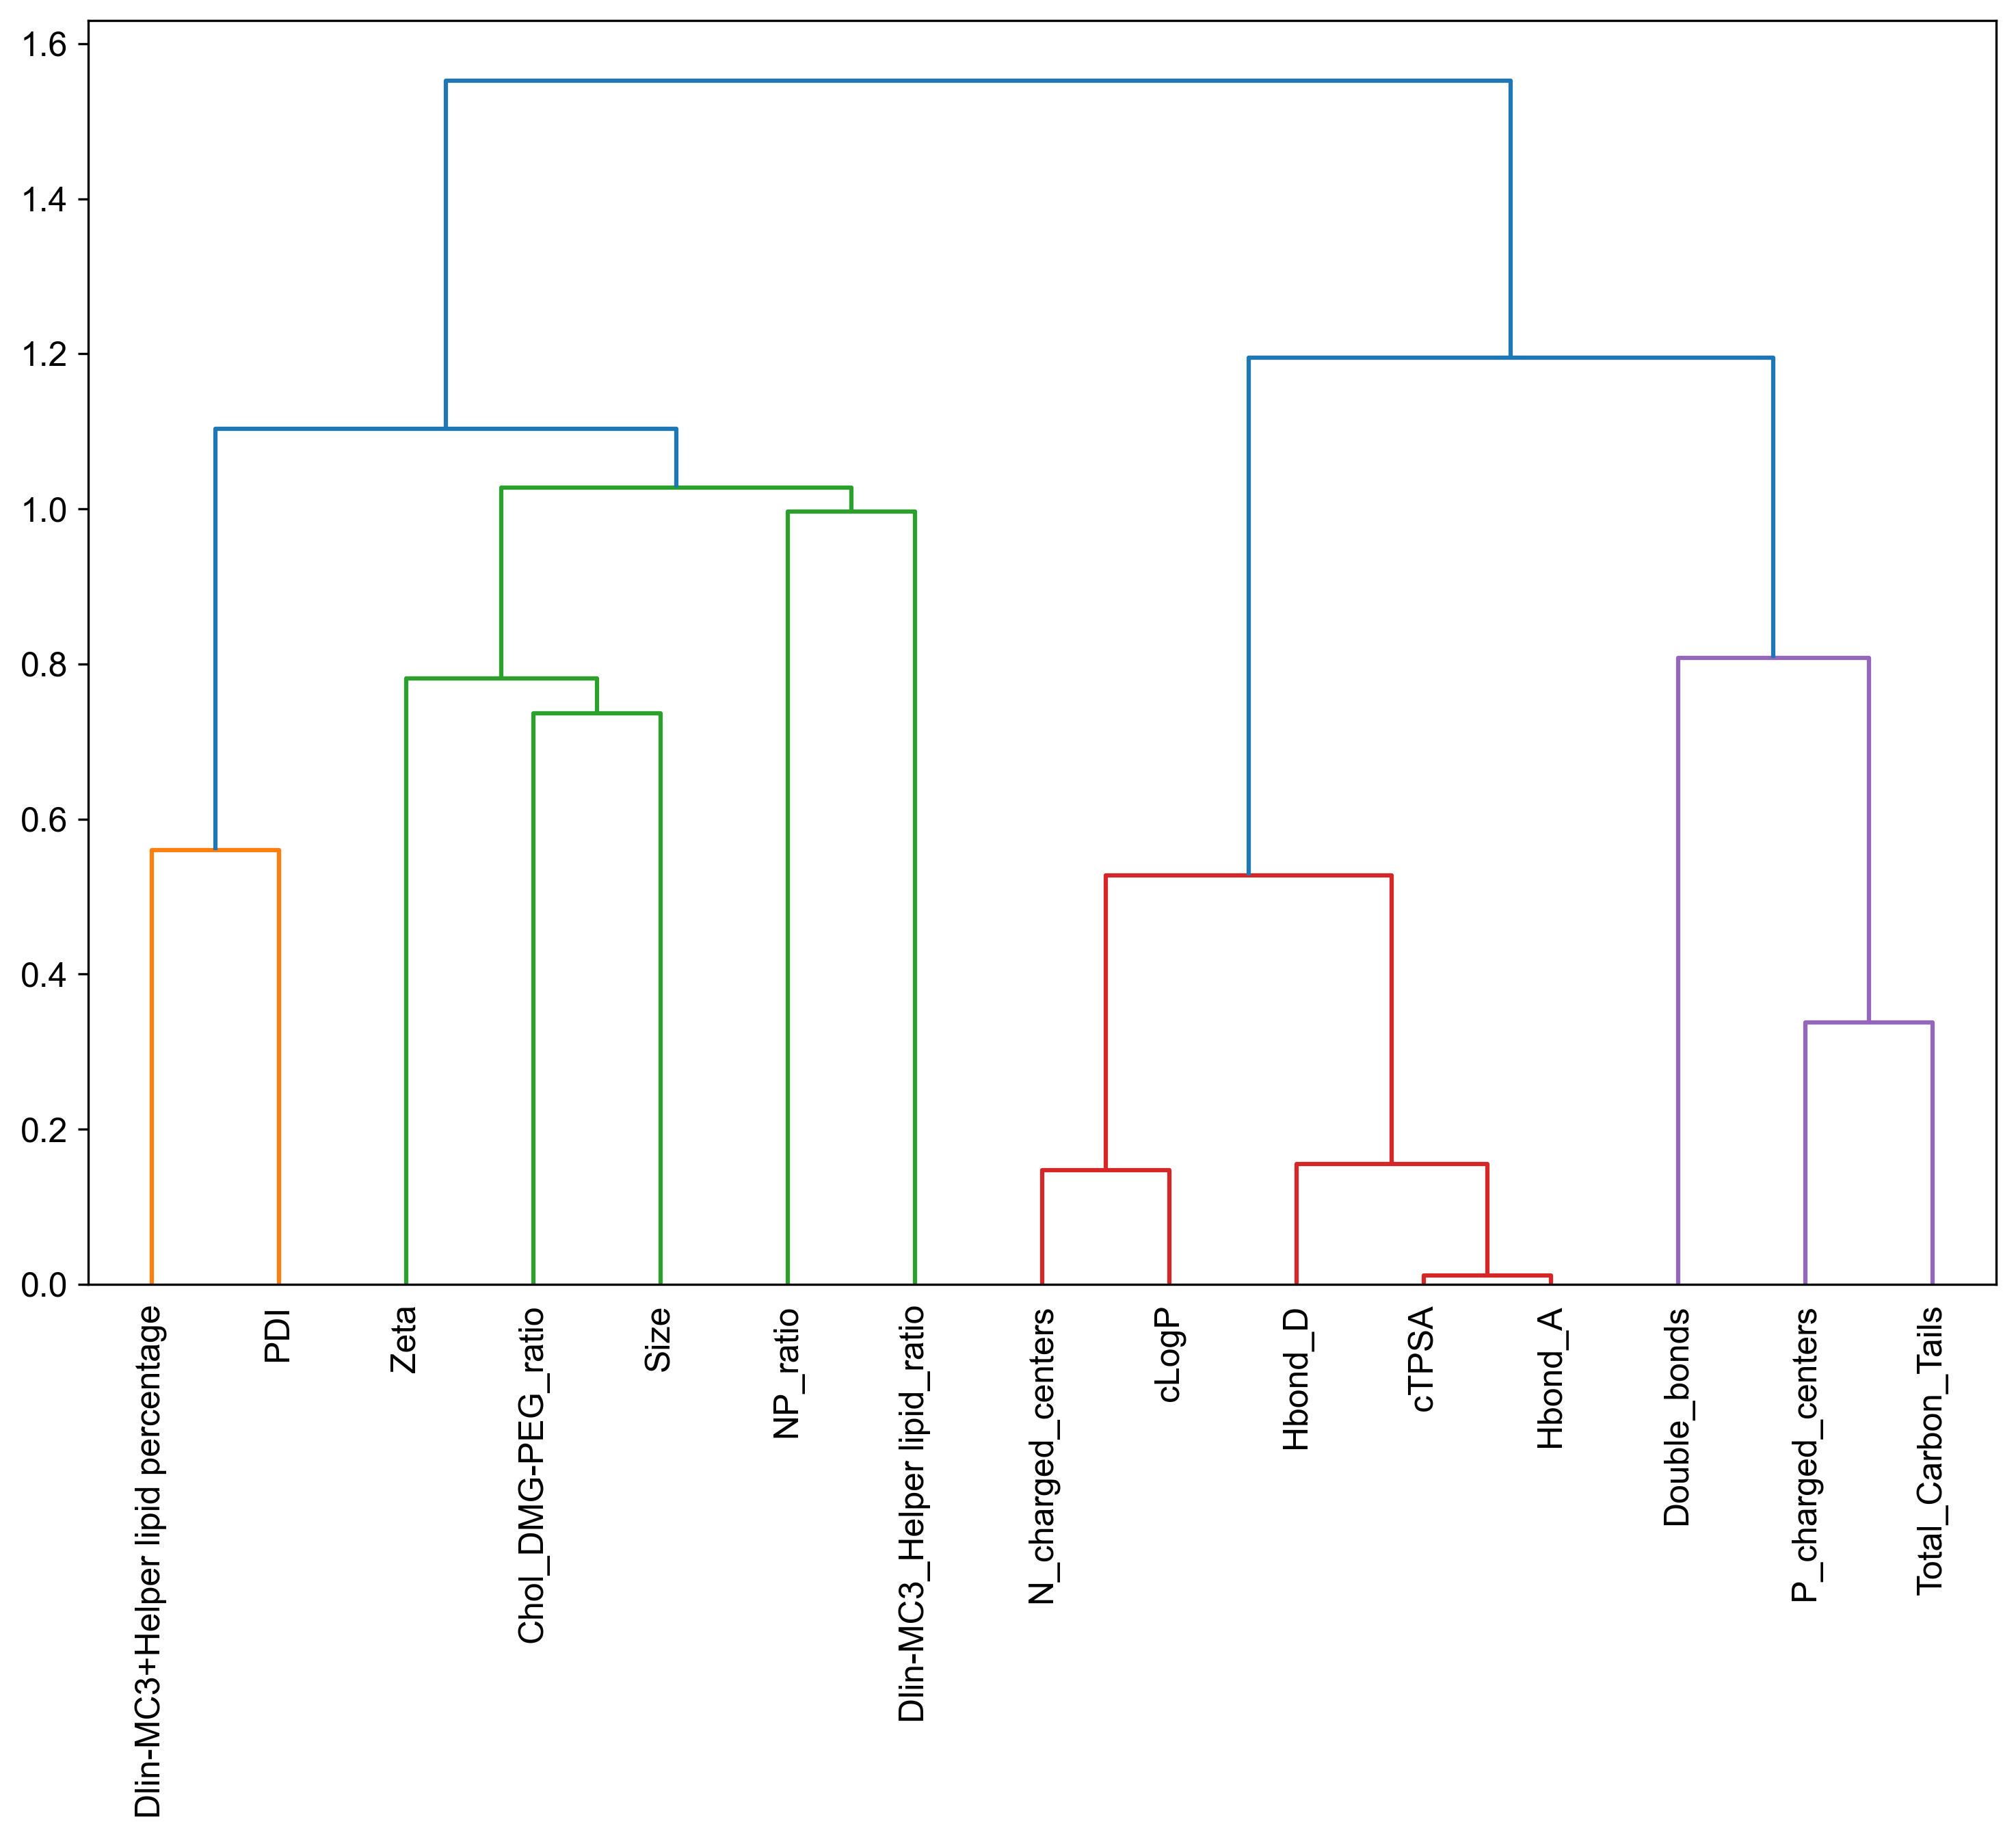 1.6
1.4
1.2
1.0
0.8
0.6
0.4
0.2
0.0
Dlin-MC3+Helper lipid percentage
PDI
Zeta
Chol_DMG-PEG_ratio
Size
NP_ratio
Dlin-MC3_Helper lipid_ratio
N_charged_centers
cLogP
Hbond_D
cTPSA
Hbond_A
Double_bonds
P_charged_centers
Total_Carbon_Tails